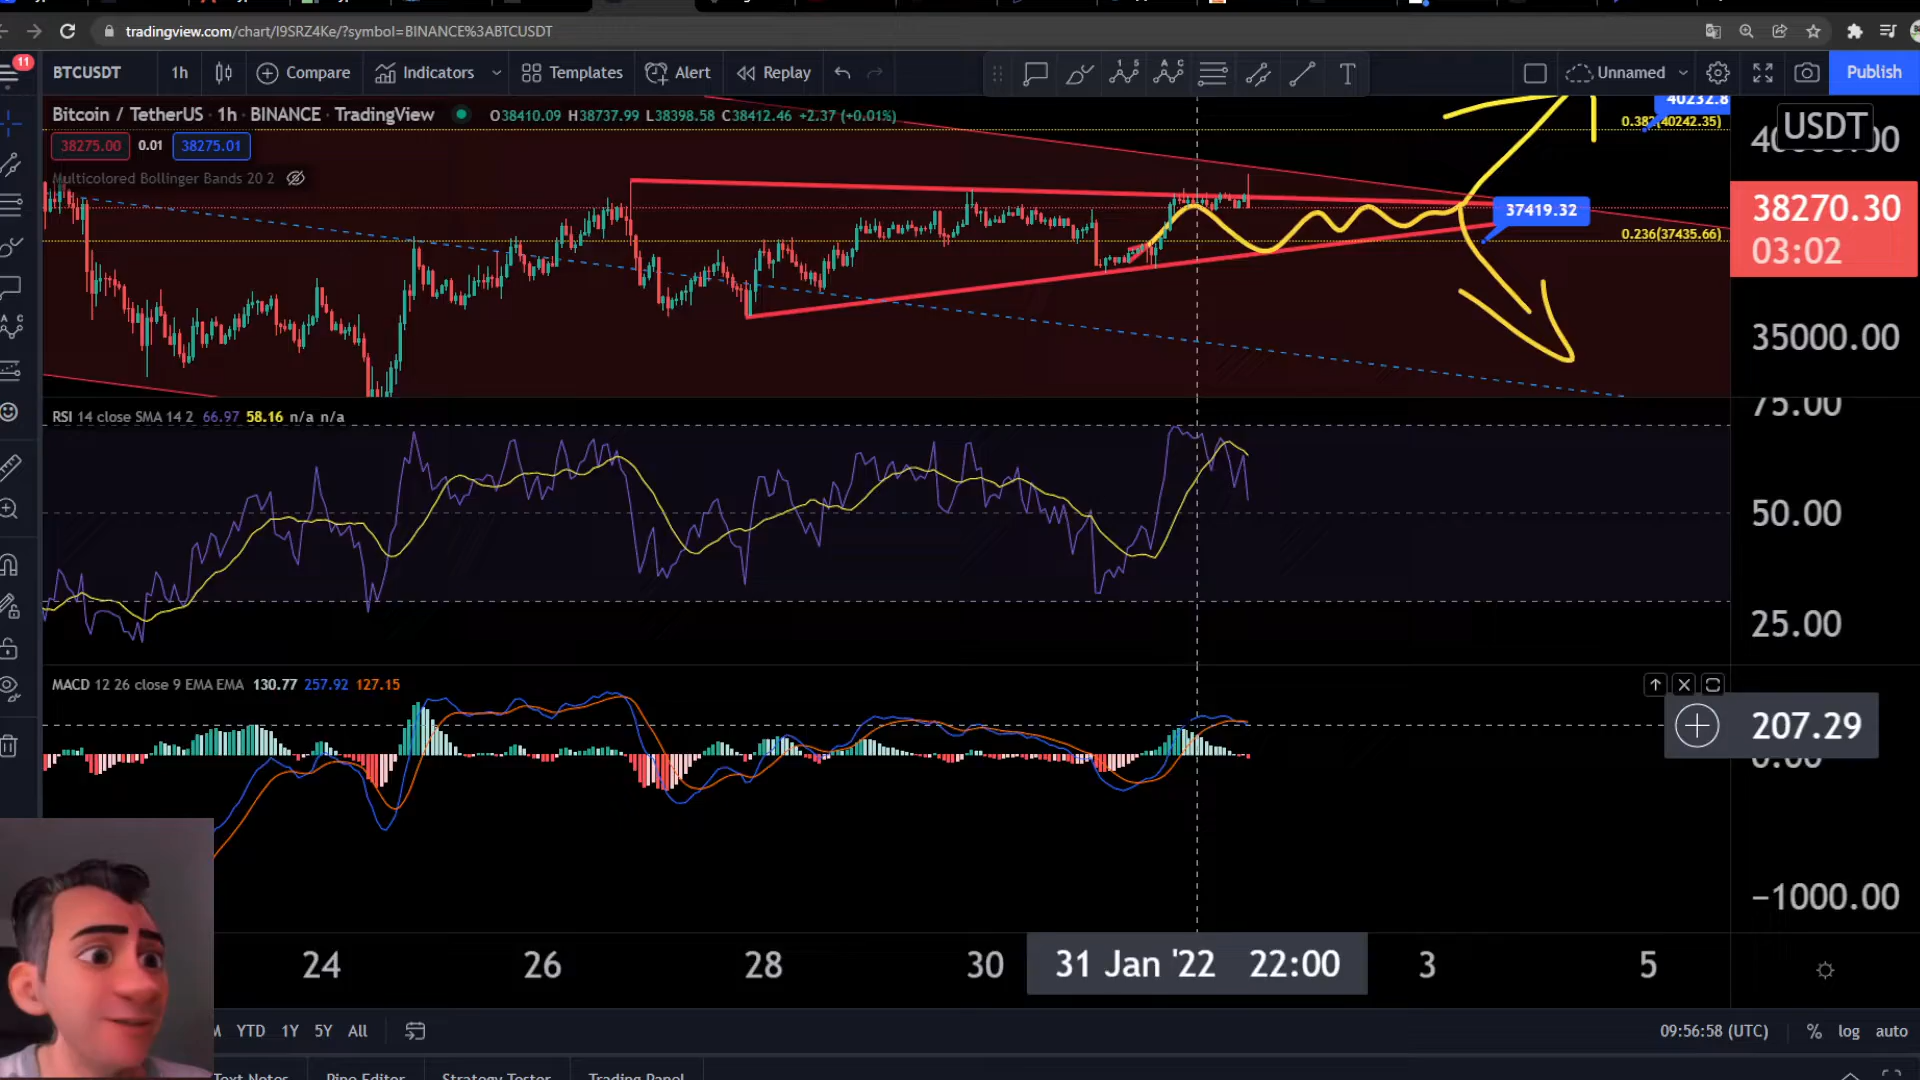 tradingview.com/chart/I9SRZ4Ke/?symbol=BINANCE%3ABTCUSDT
11
BTCUSDT 1h Compare Indicators Templates Alert Replay Unnamed Publish
Bitcoin / TetherUS · 1h · BINANCE · TradingView O38410.09 H38737.99 L38398.58 C38412.46 +2.37 (+0.01%)
38275.00 0.01 38275.01
Multicolored Bollinger Bands 20 2
40232.8
0.382(40242.35)
USDT
37419.32
0.236(37435.66)
38270.30
03:02
35000.00
RSI 14 close SMA 14 2 66.97 58.16 n/a n/a
75.00
50.00
25.00
MACD 12 26 close 9 EMA EMA 130.77 257.92 127.15
207.29
0.00
−1000.00
24 26 28 30 31 Jan '22 22:00 3 5
YTD 1Y 5Y All
09:56:58 (UTC) % log auto
Text Notes Pine Editor Strategy Tester Trading Panel